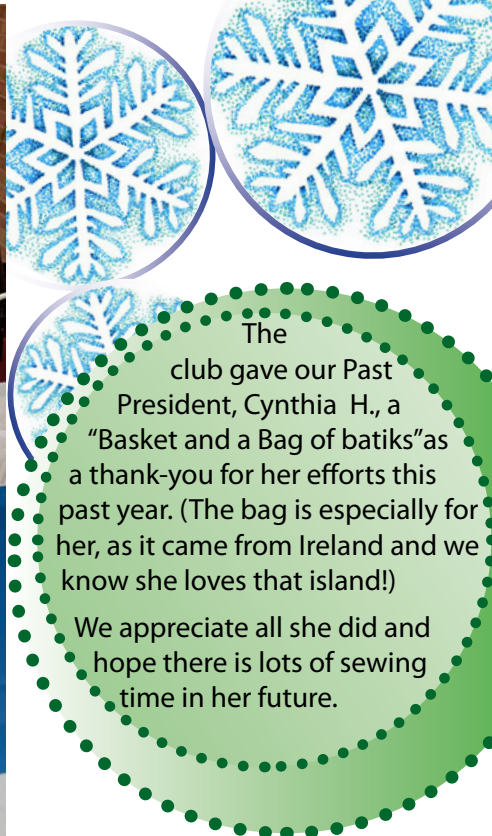 The
club gave our Past
President, Cynthia H., a
“Basket and a Bag of batiks”as
a thank-you for her efforts this
past year. (The bag is especially for
her, as it came from Ireland and we
know she loves that island!)
We appreciate all she did and
hope there is lots of sewing
time in her future.